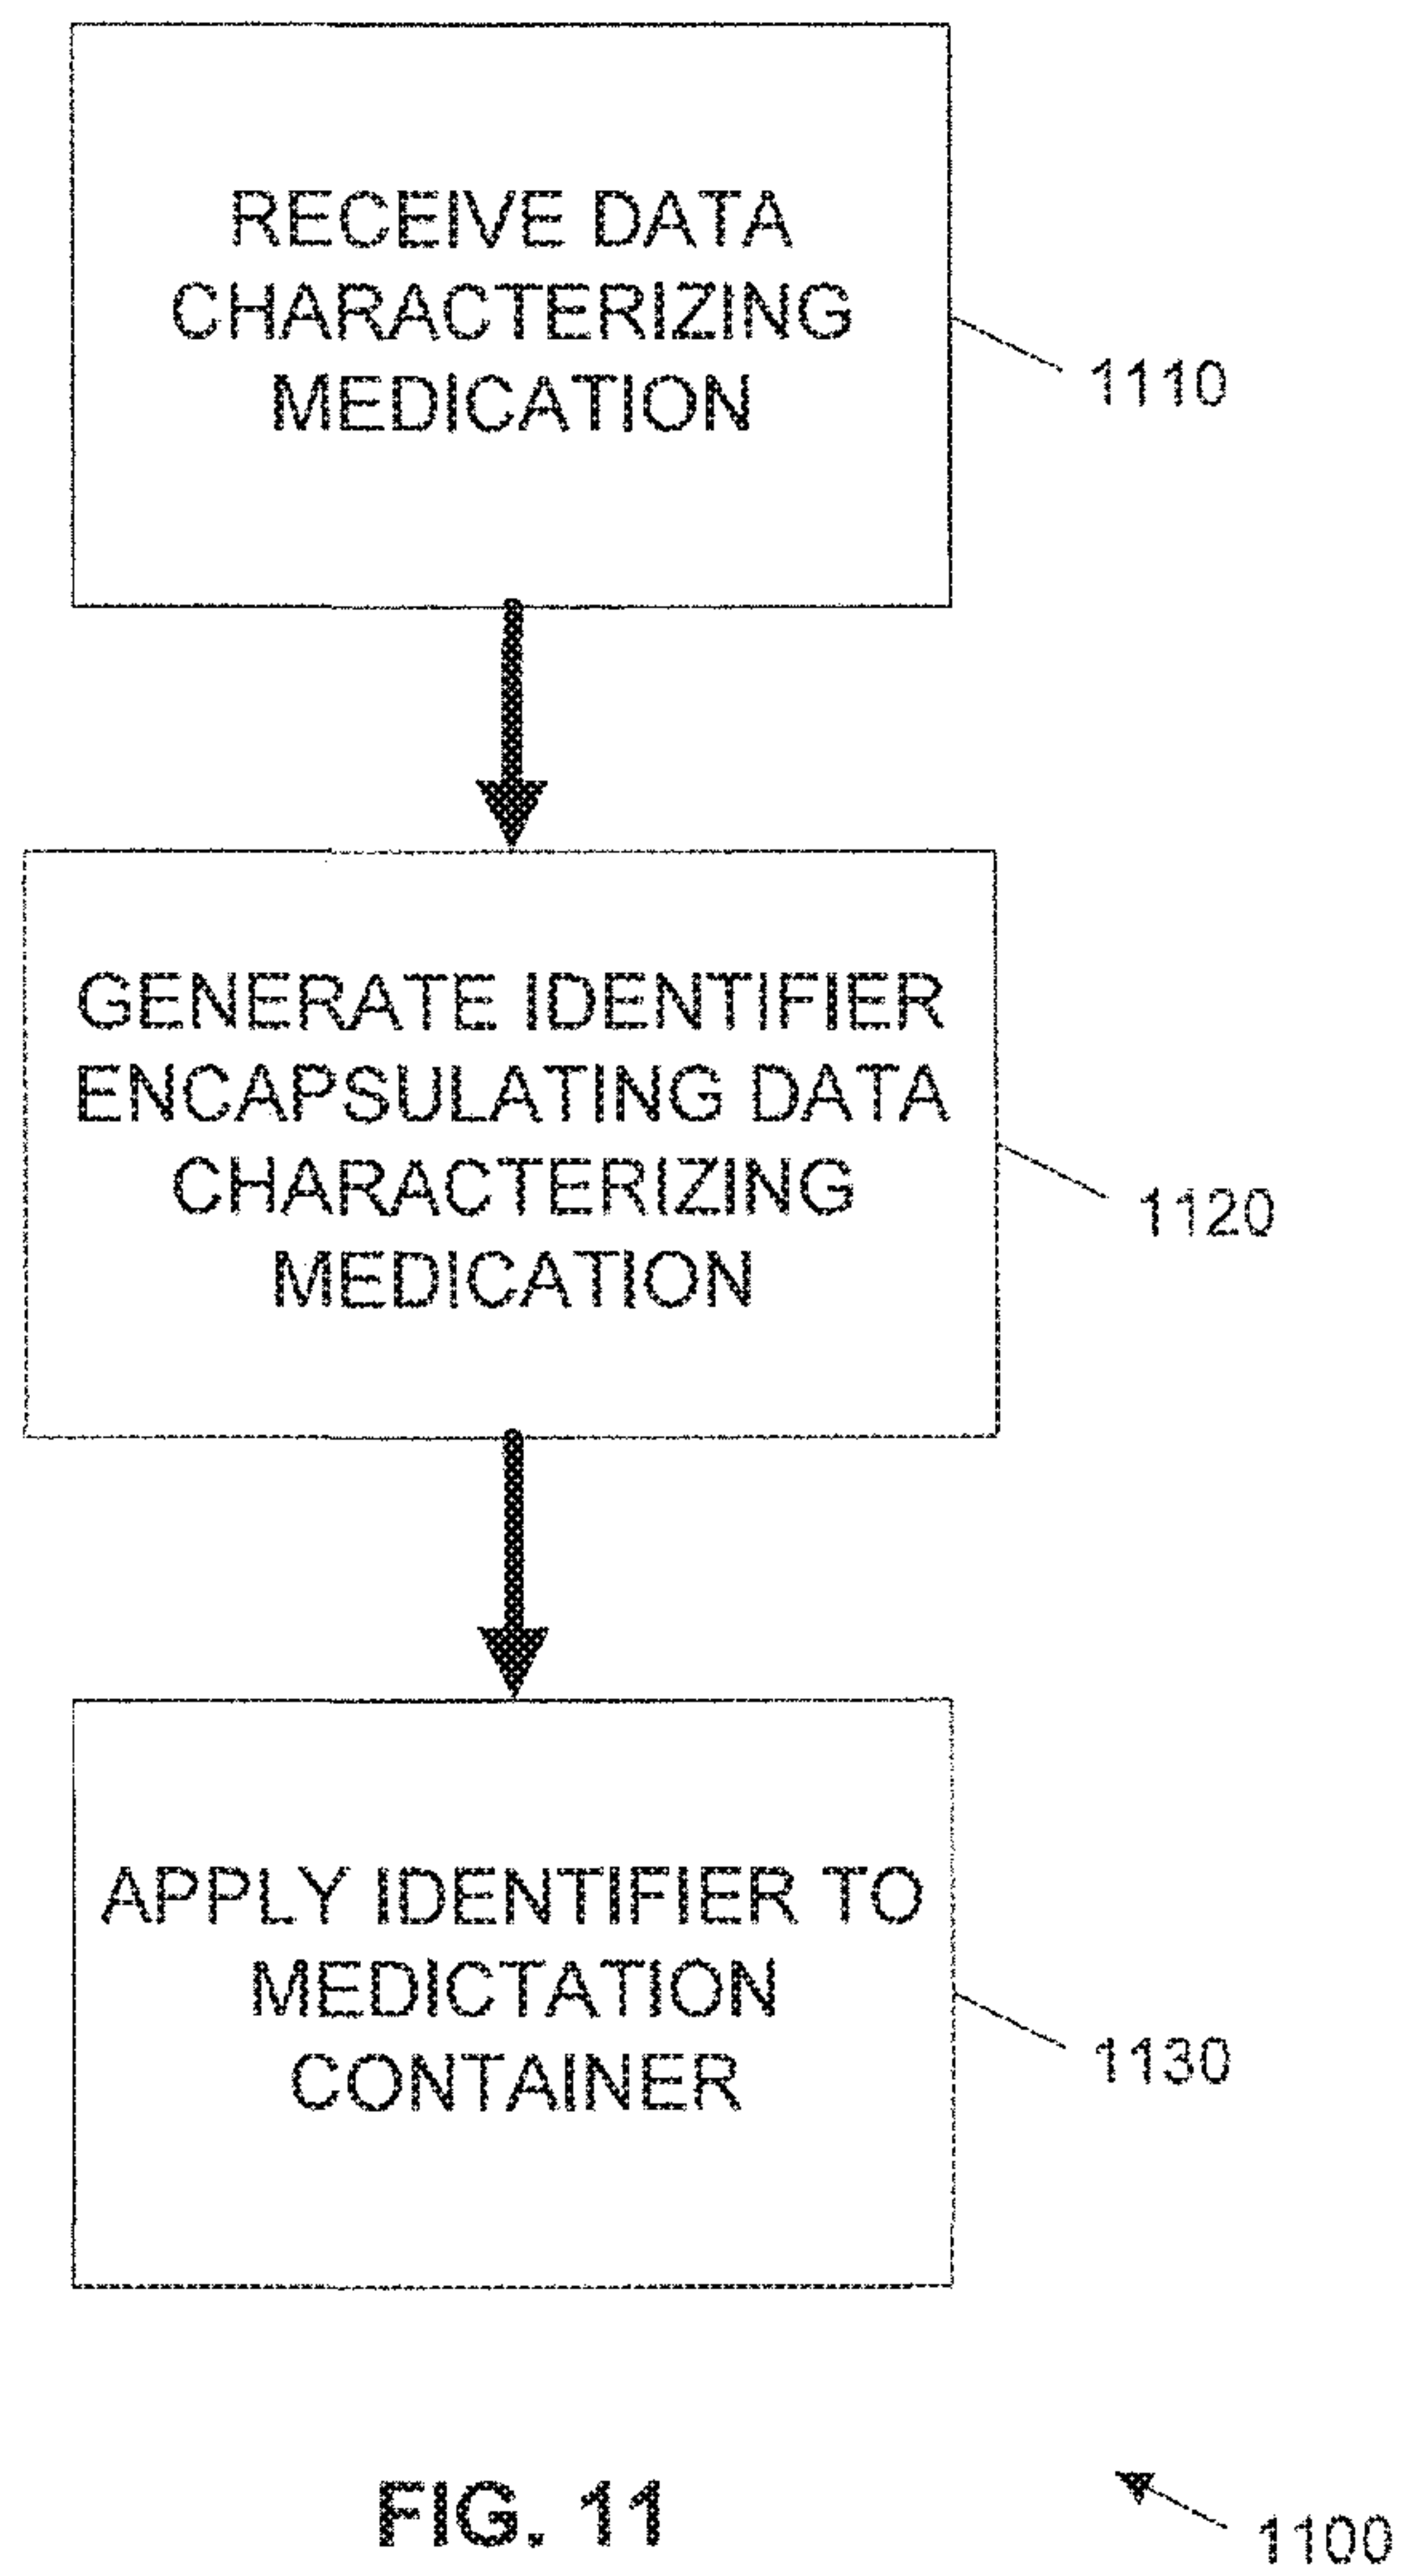 RECEIVE DATA
CHARACTERIZING
MEDICATION
1110
GENERATE IDENTIFIER
ENCAPSULATING DATA
CHARACTERIZING
MEDICATION
1120
APPLY IDENTIFIER TO
MEDICTATION
CONTAINER
1130
FIG. 11
1100